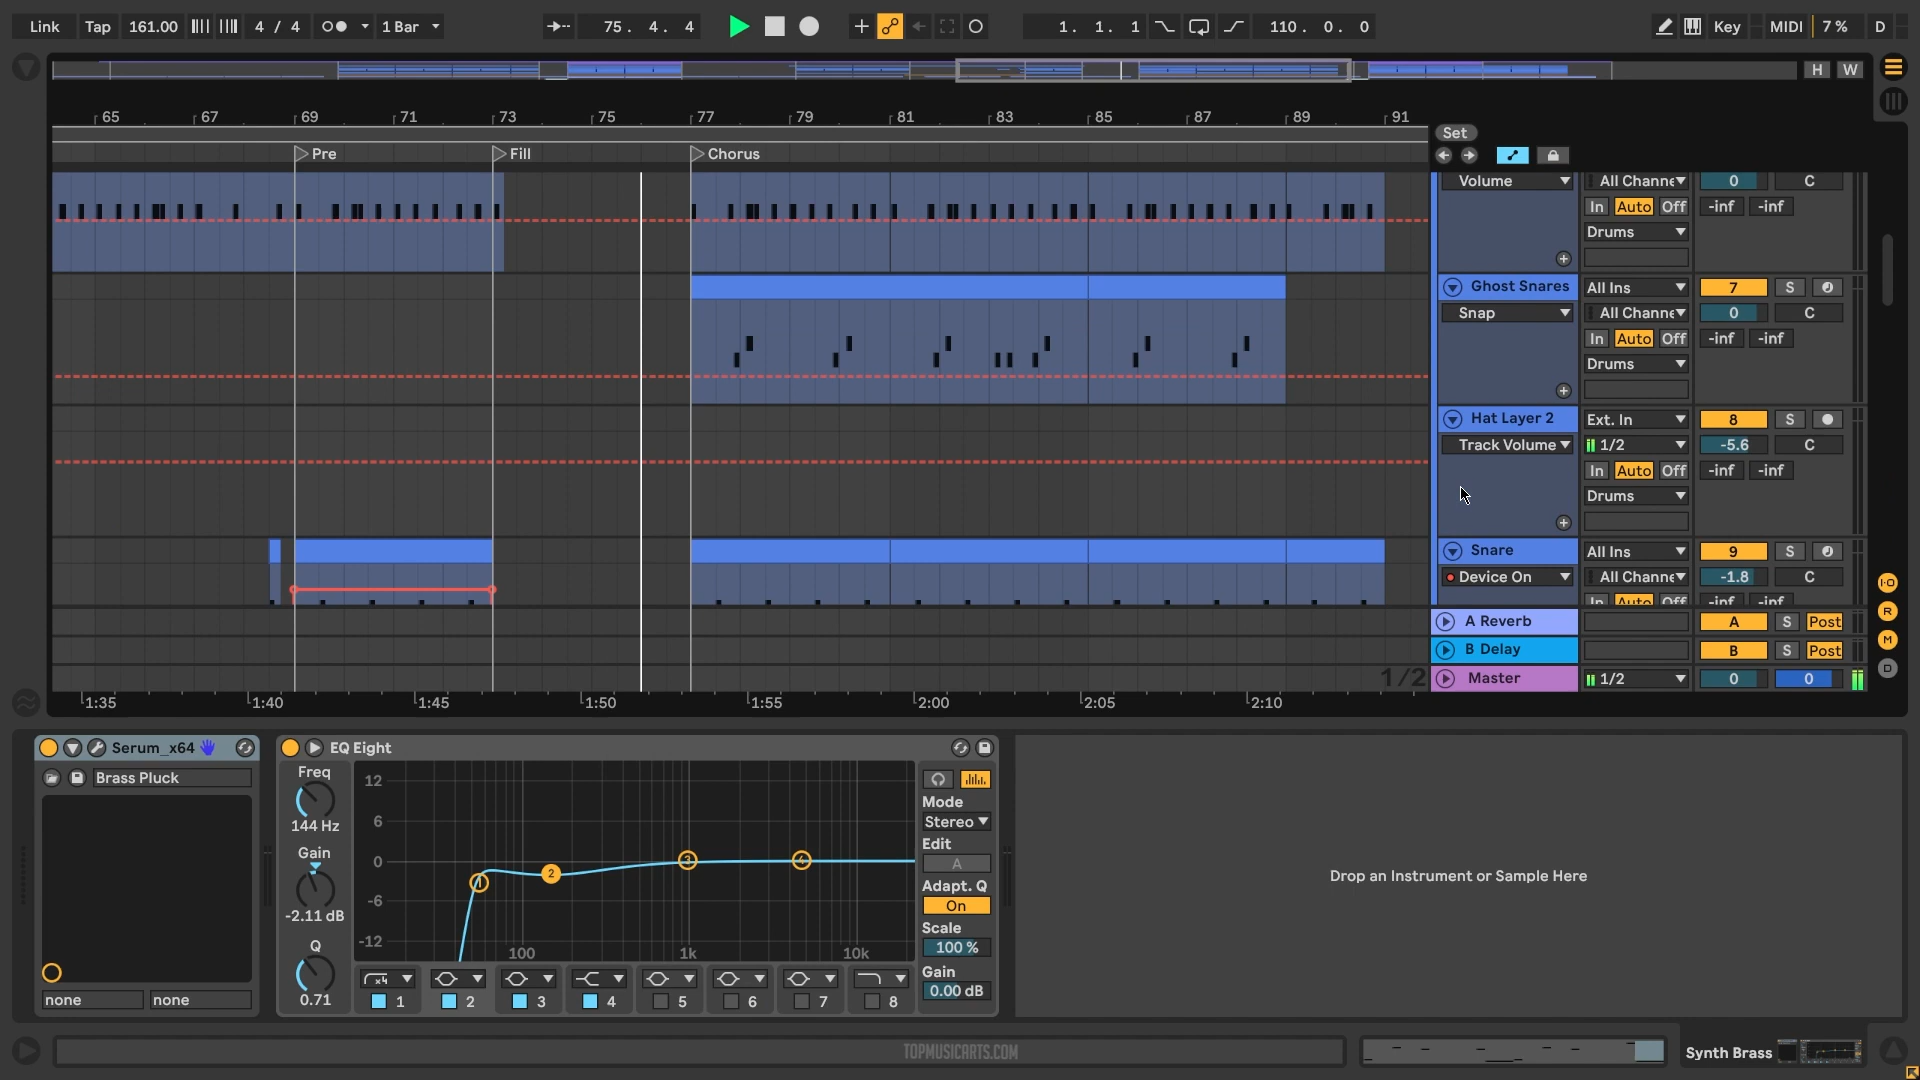 Link Tap 161.00 4 / 4 1 Bar 75. 4. 4 1. 1. 1 110. 0. 0 Key MIDI 7 % D
H W
65 67 69 71 73 75 77 79 81 83 85 87 89 91
Set
Pre Fill Chorus
Volume All Channe 0 C
In Auto Off -inf -inf
Drums
Ghost Snares All Ins 7 S
Snap All Channe 0 C
In Auto Off -inf -inf
Drums
Hat Layer 2 Ext. In 8 S
Track Volume 1/2 -5.6 C
In Auto Off -inf -inf
Drums
Snare All Ins 9 S
Device On All Channe -1.8 C
In Auto Off -inf -inf
A Reverb A S Post
B Delay B S Post
1/2 Master 1/2 0 0
I·O
R
M
D
1:35 1:40 1:45 1:50 1:55 2:00 2:05 2:10
Serum_x64
Brass Pluck
none none
EQ Eight
Freq
144 Hz
Gain
-2.11 dB
Q
0.71
12
6
0
-6
-12
100 1k 10k
1 2 3 4
x4
1 2 3 4 5 6 7 8
Mode
Stereo
Edit
A
Adapt. Q
On
Scale
100 %
Gain
0.00 dB
Drop an Instrument or Sample Here
TOPMUSICARTS.COM
Synth Brass